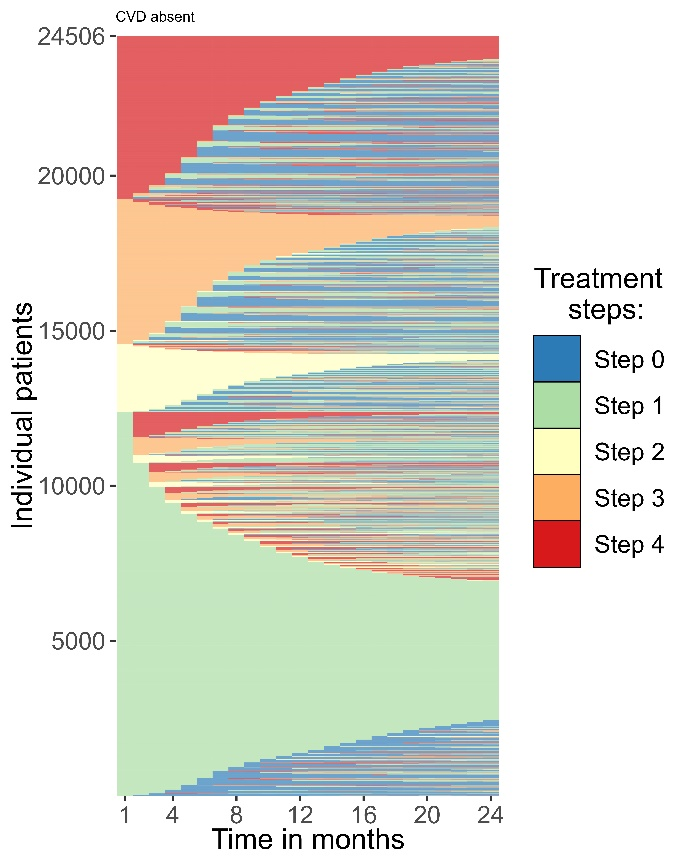 CVD absent
24506
20000
15000
10000
5000
Individual patients
1 4 8 12 16 20 24
Time in months
Treatment
steps:
Step 0
Step 1
Step 2
Step 3
Step 4